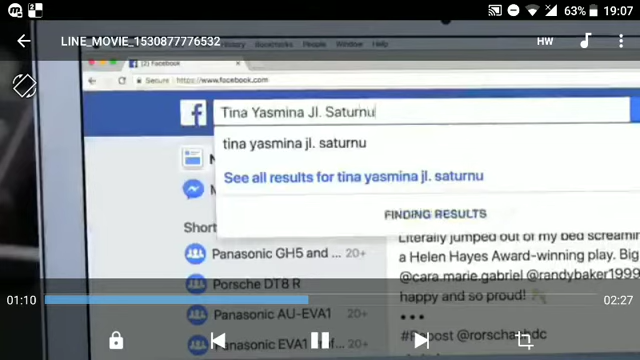 63% 19:07
LINE_MOVIE_1530877776532
HW
History Bookmarks People Window Help
(2) Facebook
Secure https://www.facebook.com
Tina Yasmina Jl. Saturnu
tina yasmina jl. saturnu
See all results for tina yasmina jl. saturnu
FINDING RESULTS
Short
Panasonic GH5 and ... 20+
Porsche DT8 R
Panasonic AU-EVA1 20+
Panasonic EVA1 20+
Literally jumped out of my bed screamin
a Helen Hayes Award-winning play. Big
@cara.marie.gabriel @randybaker1999
happy and so proud!
01:10
02:27